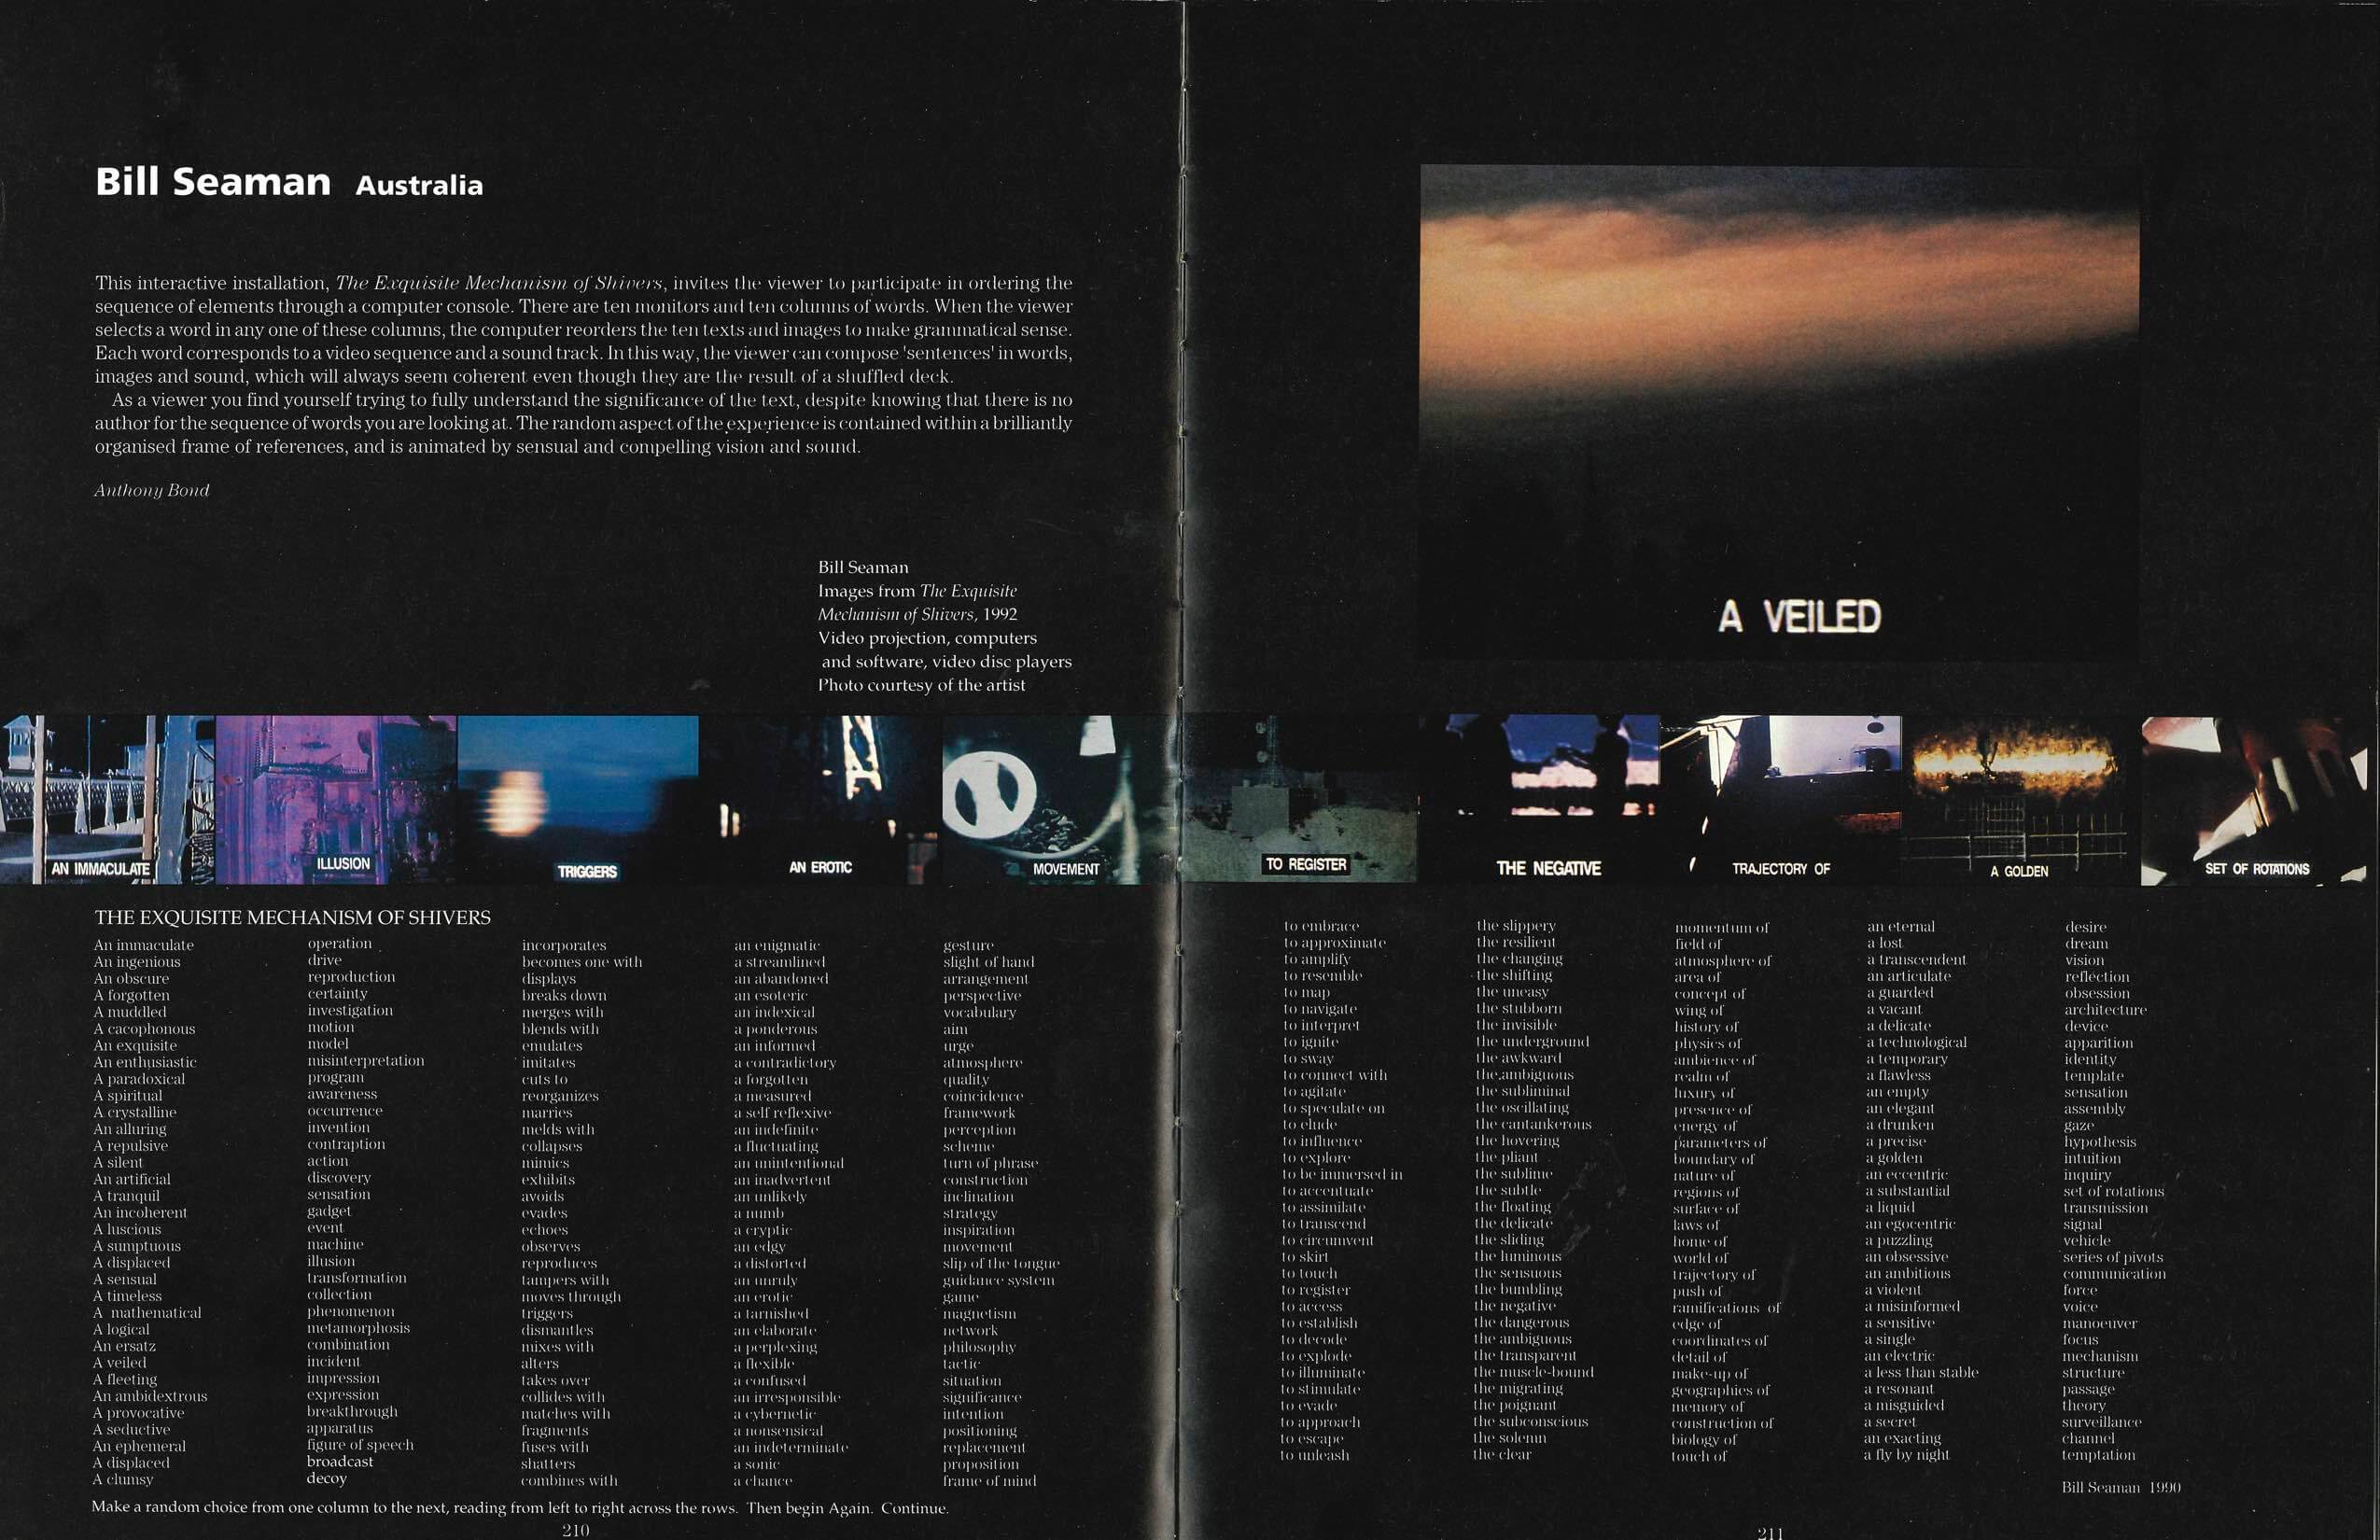 Bill Seaman Australia
This interactive installation, The Exquisite Mechanism of Shivers, invites the viewer to participate in ordering the
sequence of elements through a computer console. There are ten monitors and ten columns of words. When the viewer
selects a word in any one of these columns, the computer reorders the ten texts and images to make grammatical sense.
Each word corresponds to a video sequence and a sound track. In this way, the viewer can compose 'sentences' in words,
images and sound, which will always seem coherent even though they are the result of a shuffled deck.
As a viewer you find yourself trying to fully understand the significance of the text, despite knowing that there is no
author for the sequence of words you are looking at. The random aspect of the experience is contained within a brilliantly
organised frame of references, and is animated by sensual and compelling vision and sound.
Anthony Bond
Bill Seaman
Images from The Exquisite
Mechanism of Shivers, 1992
Video projection, computers
and software, video disc players
Photo courtesy of the artist
A VEILED
AN IMMACULATE
ILLUSION
TRIGGERS
AN EROTIC
MOVEMENT
TO REGISTER
THE NEGATIVE
TRAJECTORY OF
A GOLDEN
SET OF ROTATIONS
THE EXQUISITE MECHANISM OF SHIVERS
An immaculate
An ingenious
An obscure
A forgotten
A muddled
A cacophonous
An exquisite
An enthusiastic
A paradoxical
A spiritual
A crystalline
An alluring
A repulsive
A silent
An artificial
A tranquil
An incoherent
A luscious
A sumptuous
A displaced
A sensual
A timeless
A mathematical
A logical
An ersatz
A veiled
A fleeting
An ambidextrous
A provocative
A seductive
An ephemeral
A displaced
A clumsy
operation
drive
reproduction
certainty
investigation
motion
model
misinterpretation
program
awareness
occurrence
invention
contraption
action
discovery
sensation
gadget
event
machine
illusion
transformation
collection
phenomenon
metamorphosis
combination
incident
impression
expression
breakthrough
apparatus
figure of speech
broadcast
decoy
incorporates
becomes one with
displays
breaks down
merges with
blends with
emulates
imitates
cuts to
reorganizes
marries
melds with
collapses
mimics
exhibits
avoids
evades
echoes
observes
reproduces
tampers with
moves through
triggers
dismantles
mixes with
alters
takes over
collides with
matches with
fragments
fuses with
shatters
combines with
an enigmatic
a streamlined
an abandoned
an esoteric
an indexical
a ponderous
an informed
a contradictory
a forgotten
a measured
a self reflexive
an indefinite
a fluctuating
an unintentional
an inadvertent
an unlikely
a numb
a cryptic
an edgy
a distorted
an unruly
an erotic
a tarnished
an elaborate
a perplexing
a flexible
a confused
an irresponsible
a cybernetic
a nonsensical
an indeterminate
a sonic
a chance
gesture
slight of hand
arrangement
perspective
vocabulary
aim
urge
atmosphere
quality
coincidence
framework
perception
scheme
turn of phrase
construction
inclination
strategy
inspiration
movement
slip of the tongue
guidance system
game
magnetism
network
philosophy
tactic
situation
significance
intention
positioning
replacement
proposition
frame of mind
Make a random choice from one column to the next, reading from left to right across the rows. Then begin Again. Continue.
210
to embrace
to approximate
to amplify
to resemble
to map
to navigate
to interpret
to ignite
to sway
to connect with
to agitate
to speculate on
to elude
to influence
to explore
to be immersed in
to accentuate
to assimilate
to transcend
to circumvent
to skirt
to touch
to register
to access
to establish
to decode
to explode
to illuminate
to stimulate
to evade
to approach
to escape
to unleash
the slippery
the resilient
the changing
the shifting
the uneasy
the stubborn
the invisible
the underground
the awkward
the ambiguous
the subliminal
the oscillating
the cantankerous
the hovering
the pliant
the sublime
the subtle
the floating
the delicate
the sliding
the luminous
the sensuous
the bumbling
the negative
the dangerous
the ambiguous
the transparent
the muscle-bound
the migrating
the poignant
the subconscious
the solemn
the clear
momentum of
field of
atmosphere of
area of
concept of
wing of
history of
physics of
ambience of
realm of
luxury of
presence of
energy of
parameters of
boundary of
nature of
regions of
surface of
laws of
home of
world of
trajectory of
push of
ramifications of
edge of
coordinates of
detail of
make-up of
geographies of
memory of
construction of
biology of
touch of
an eternal
a lost
a transcendent
an articulate
a guarded
a vacant
a delicate
a technological
a temporary
a flawless
an empty
an elegant
a drunken
a precise
a golden
an eccentric
a substantial
a liquid
an egocentric
a puzzling
an obsessive
an ambitious
a violent
a misinformed
a sensitive
a single
an electric
a less than stable
a resonant
a misguided
a secret
an exacting
a fly by night
desire
dream
vision
reflection
obsession
architecture
device
apparition
identity
template
sensation
assembly
gaze
hypothesis
intuition
inquiry
set of rotations
transmission
signal
vehicle
series of pivots
communication
force
voice
manoeuver
focus
mechanism
structure
passage
theory
surveillance
channel
temptation
Bill Seaman 1990
211